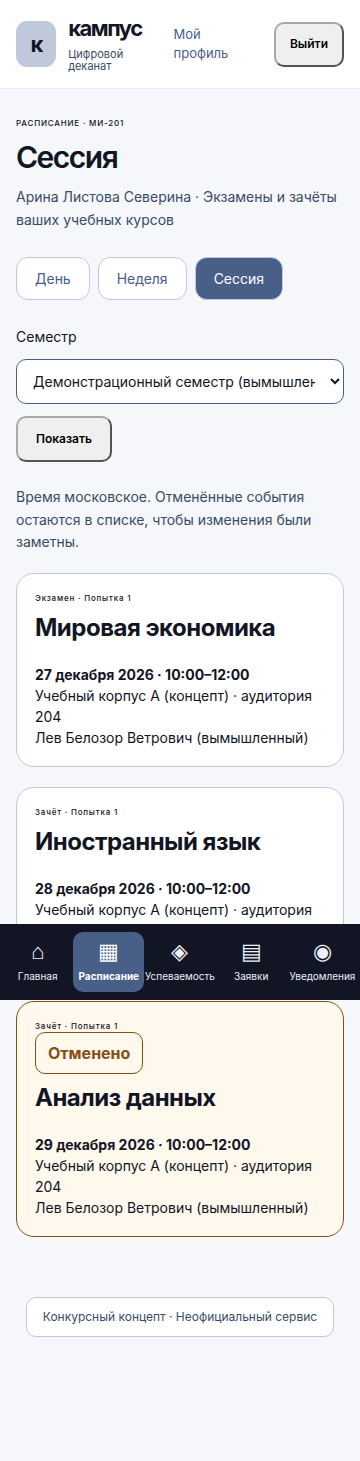 к
кампус
Цифровой
деканат
Мой
профиль
Выйти
РАСПИСАНИЕ · МИ-201
Сессия
Арина Листова Северина · Экзамены и зачёты
ваших учебных курсов
День
Неделя
Сессия
Семестр
Демонстрационный семестр (вымышлен
Показать
Время московское. Отменённые события
остаются в списке, чтобы изменения были
заметны.
Экзамен · Попытка 1
Мировая экономика
27 декабря 2026 · 10:00–12:00
Учебный корпус А (концепт) · аудитория
204
Лев Белозор Ветрович (вымышленный)
Зачёт · Попытка 1
Иностранный язык
28 декабря 2026 · 10:00–12:00
Учебный корпус А (концепт) · аудитория
Главная
Расписание
Успеваемость
Заявки
Уведомления
Зачёт · Попытка 1
Отменено
Анализ данных
29 декабря 2026 · 10:00–12:00
Учебный корпус А (концепт) · аудитория
204
Лев Белозор Ветрович (вымышленный)
Конкурсный концепт · Неофициальный сервис